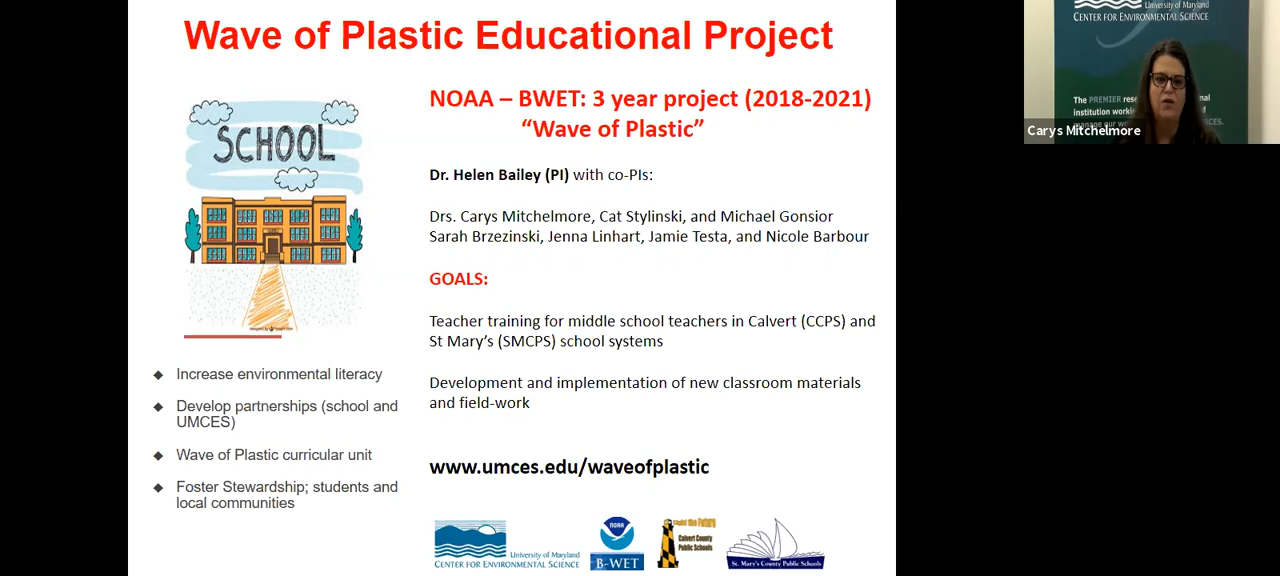 Wave of Plastic Educational Project
SCHOOL
NOAA – BWET: 3 year project (2018-2021)
“Wave of Plastic”
Dr. Helen Bailey (PI) with co-PIs:
Drs. Carys Mitchelmore, Cat Stylinski, and Michael Gonsior
Sarah Brzezinski, Jenna Linhart, Jamie Testa, and Nicole Barbour
GOALS:
Teacher training for middle school teachers in Calvert (CCPS) and
St Mary’s (SMCPS) school systems
Development and implementation of new classroom materials
and field-work
www.umces.edu/waveofplastic
◆ Increase environmental literacy
◆ Develop partnerships (school and
UMCES)
◆ Wave of Plastic curricular unit
◆ Foster Stewardship; students and
local communities
University of Maryland
CENTER FOR ENVIRONMENTAL SCIENCE
NOAA
B-WET
the Future
Calvert County
Public Schools
St. Mary's County Public Schools
University of Maryland
CENTER FOR ENVIRONMENTAL SCIENCE
The PREMIER
institution
Carys Mitchelmore